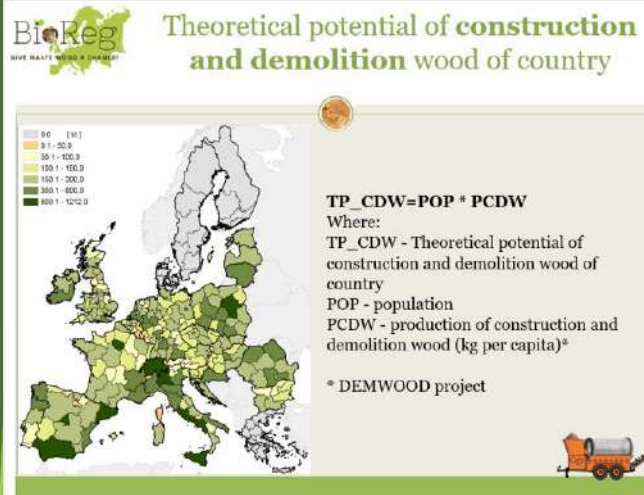 BioReg
GIVE WASTE WOOD A CHANCE!
Theoretical potential of construction
and demolition wood of country
0.0 [kt]
0.1 - 50.0
50.1 - 100.0
100.1 - 150.0
150.1 - 300.0
300.1 - 600.0
600.1 - 1212.0
TP_CDW=POP * PCDW
Where:
TP_CDW - Theoretical potential of
construction and demolition wood of
country
POP - population
PCDW - production of construction and
demolition wood (kg per capita)*
* DEMWOOD project